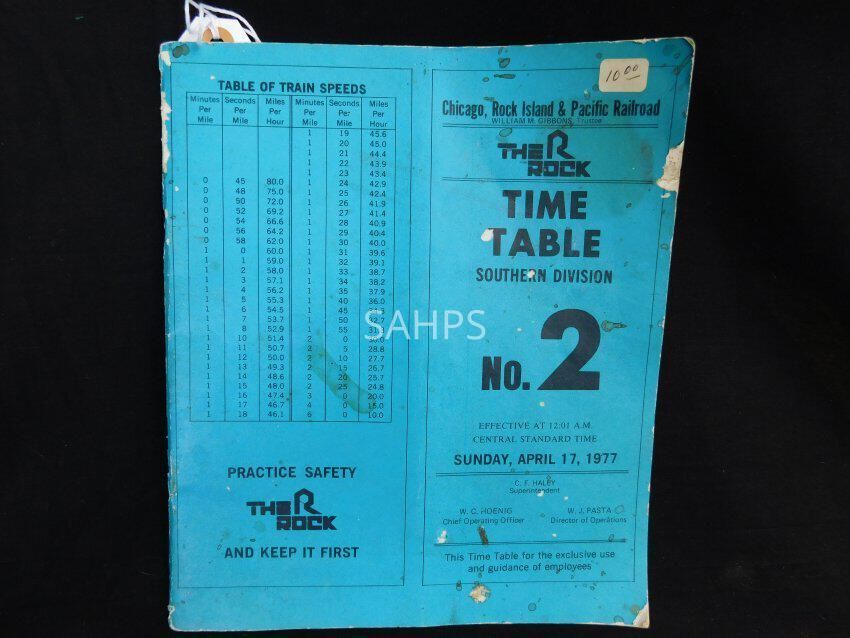 TABLE OF TRAIN SPEEDS
Minutes Per Mile Seconds Per Mile Miles Per Hour Minutes Per Mile Seconds Per Mile Miles Per Hour
1 19 45.6
1 20 45.0
1 21 44.4
1 22 43.9
1 23 43.4
0 45 80.0 1 24 42.9
0 48 75.0 1 25 42.4
0 50 72.0 1 26 41.9
0 52 69.2 1 27 41.4
0 54 66.6 1 28 40.9
0 56 64.2 1 29 40.4
0 58 62.0 1 30 40.0
1 0 60.0 1 31 39.6
1 1 59.0 1 32 39.1
1 2 58.0 1 33 38.7
1 3 57.1 1 34 38.2
1 4 56.2 1 35 37.9
1 5 55.3 1 40 36.0
1 6 54.5 1 45
1 7 53.7 1 50 32.7
1 8 52.9 1 55
1 10 51.4 2 0 30.0
1 11 50.7 2 5 28.8
1 12 50.0 2 10 27.7
1 13 49.3 2 15 26.7
1 14 48.6 2 20 25.7
1 15 48.0 2 25 24.8
1 16 47.4 3 0 20.0
1 17 46.7 4 0 15.0
1 18 46.1 6 0 10.0
PRACTICE SAFETY
THE R ROCK
AND KEEP IT FIRST
10 00
Chicago, Rock Island & Pacific Railroad
WILLIAM M. GIBBONS, Trustee
THE R
ROCK
TIME
TABLE
SOUTHERN DIVISION
No. 2
EFFECTIVE AT 12:01 A.M.
CENTRAL STANDARD TIME
SUNDAY, APRIL 17, 1977
C. F. HALEY
Superintendent
W. C. HOENIG W. J. PASTA
Chief Operating Officer Director of Operations
This Time Table for the exclusive use
and guidance of employees
SAHPS